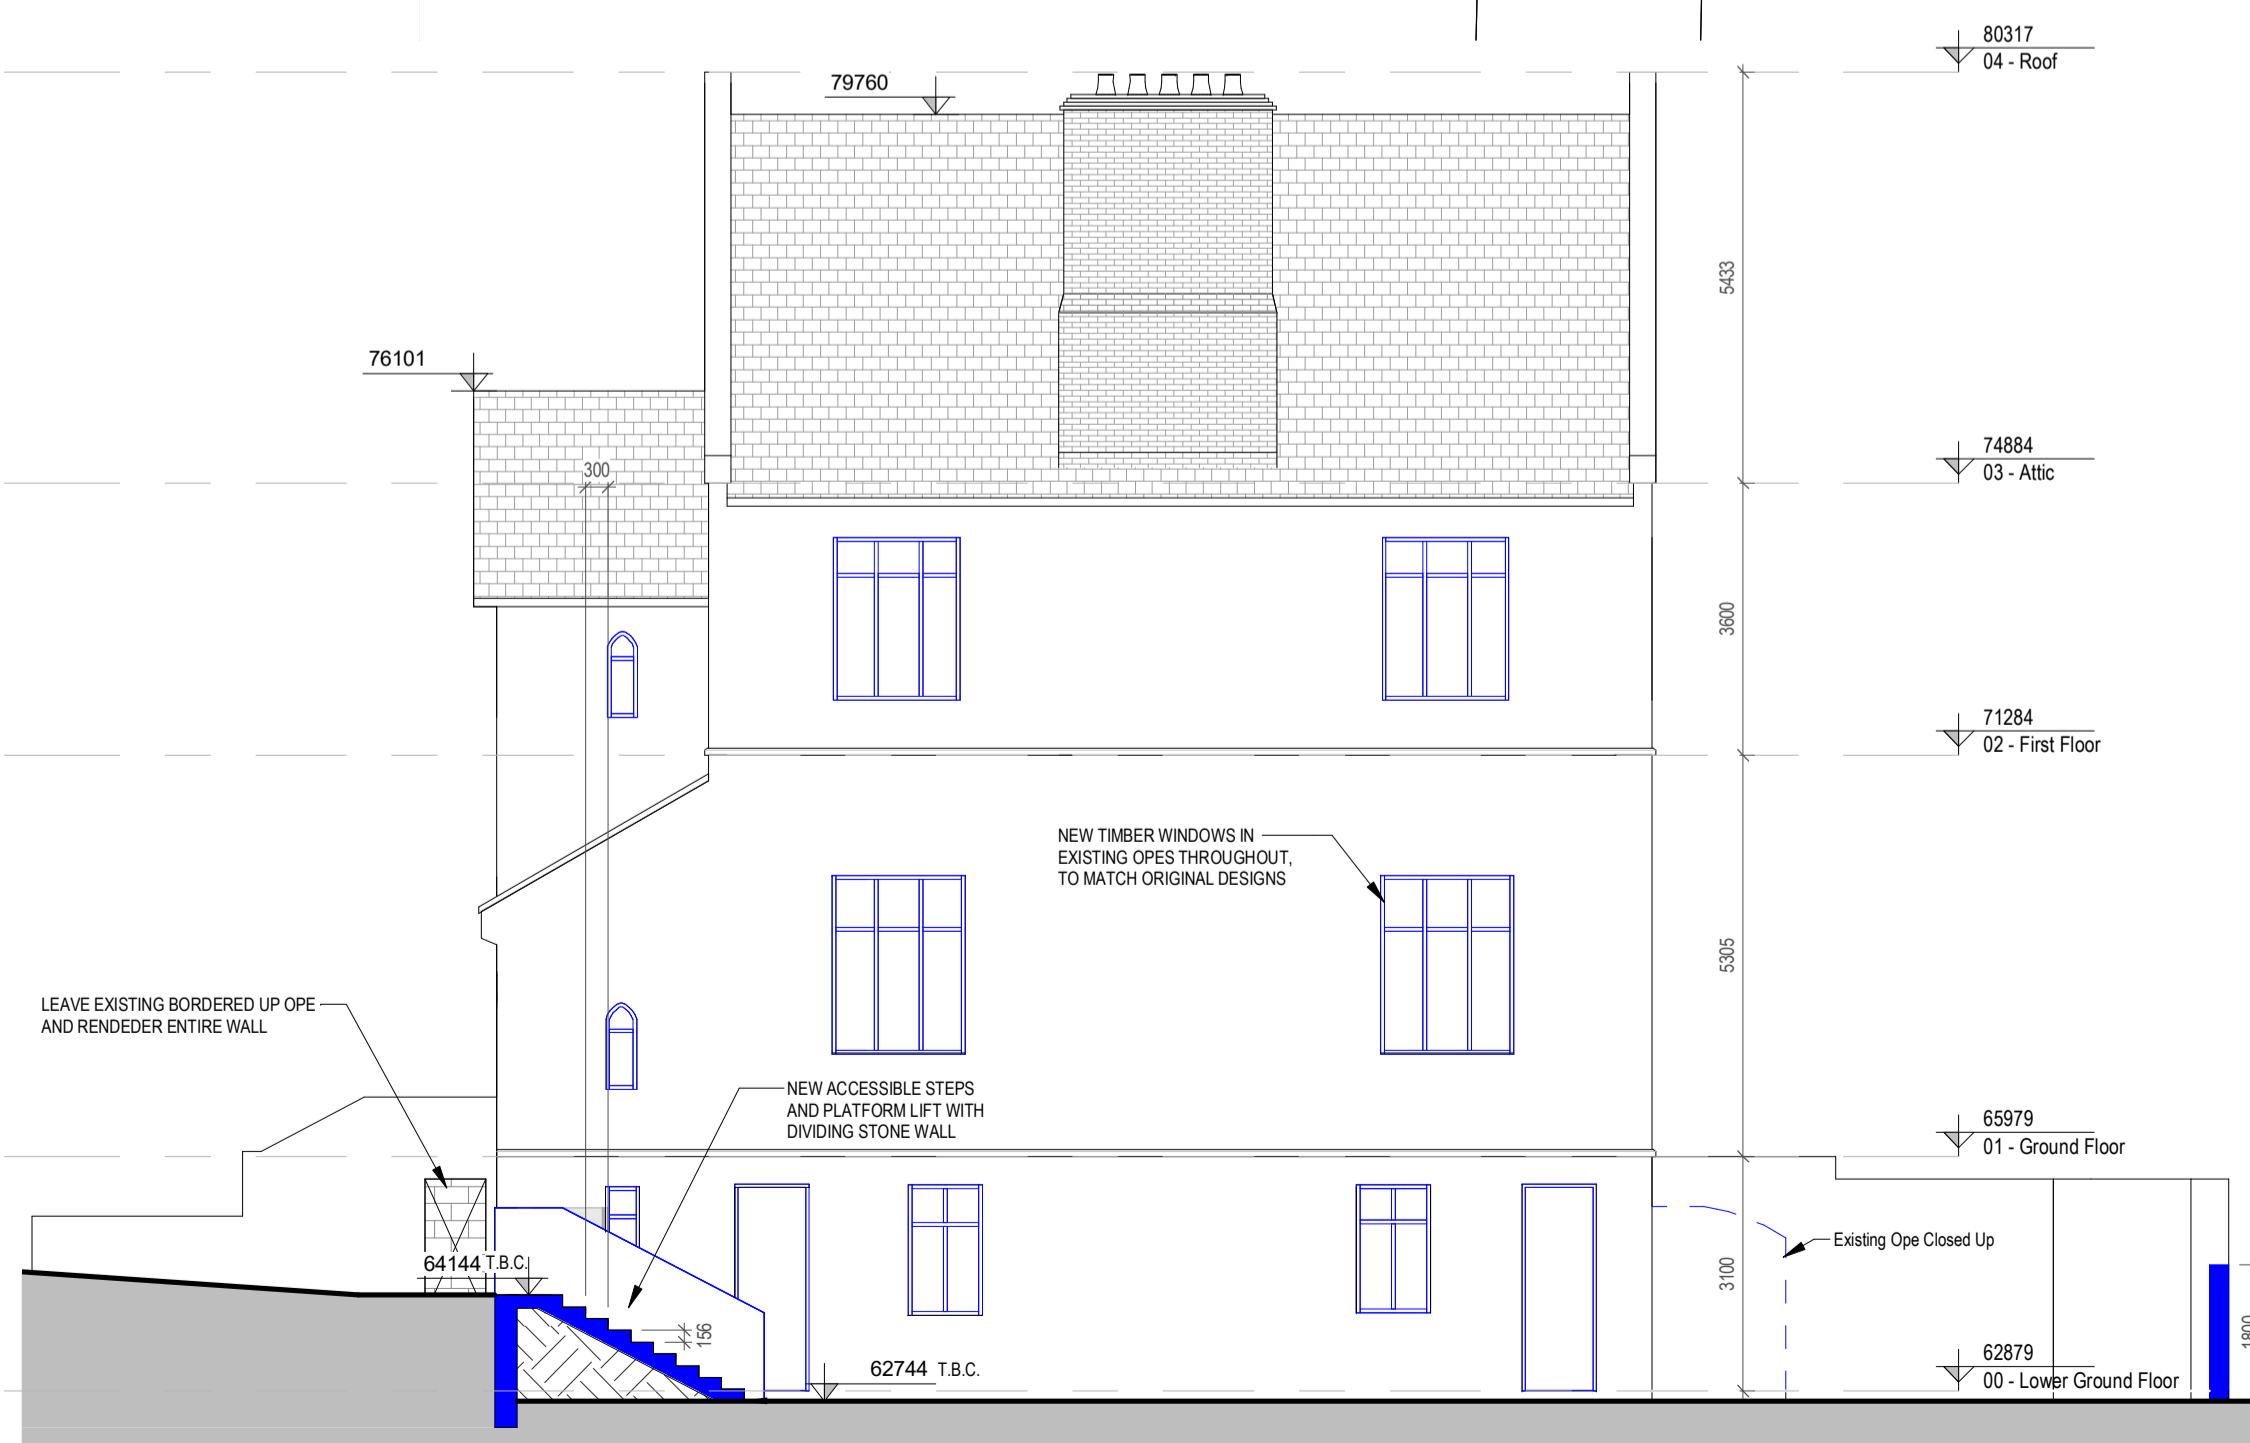 80317
04 - Roof
79760
5433
76101
74884
03 - Attic
300
3600
71284
02 - First Floor
NEW TIMBER WINDOWS IN
EXISTING OPES THROUGHOUT,
TO MATCH ORIGINAL DESIGNS
5305
LEAVE EXISTING BORDERED UP OPE
AND RENDEDER ENTIRE WALL
NEW ACCESSIBLE STEPS
AND PLATFORM LIFT WITH
DIVIDING STONE WALL
65979
01 - Ground Floor
Existing Ope Closed Up
64144 T.B.C.
3100
156
1800
62744 T.B.C.
62879
00 - Lower Ground Floor